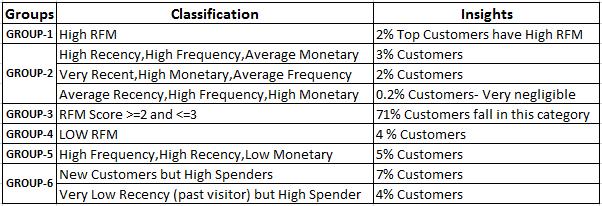 Groups Classification Insights
GROUP-1 High RFM 2% Top Customers have High RFM
GROUP-2 High Recency,High Frequency,Average Monetary 3% Customers
Very Recent,High Monetary,Average Frequency 2% Customers
Average Recency,High Frequency,High Monetary 0.2% Customers- Very negligible
GROUP-3 RFM Score >=2 and <=3 71% Customers fall in this category
GROUP-4 LOW RFM 4 % Customers
GROUP-5 High Frequency,High Recency,Low Monetary 5% Customers
GROUP-6 New Customers but High Spenders 7% Customers
Very Low Recency (past visitor) but High Spender 4% Customers